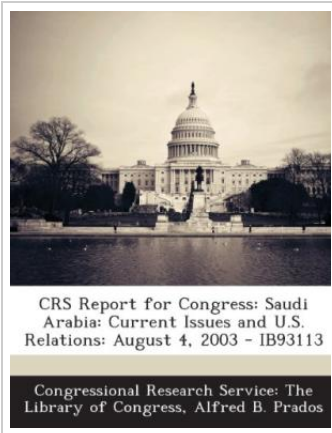 CRS Report for Congress: Saudi
Arabia: Current Issues and U.S.
Relations: August 4, 2003 - IB93113
Congressional Research Service: The
Library of Congress, Alfred B. Prados